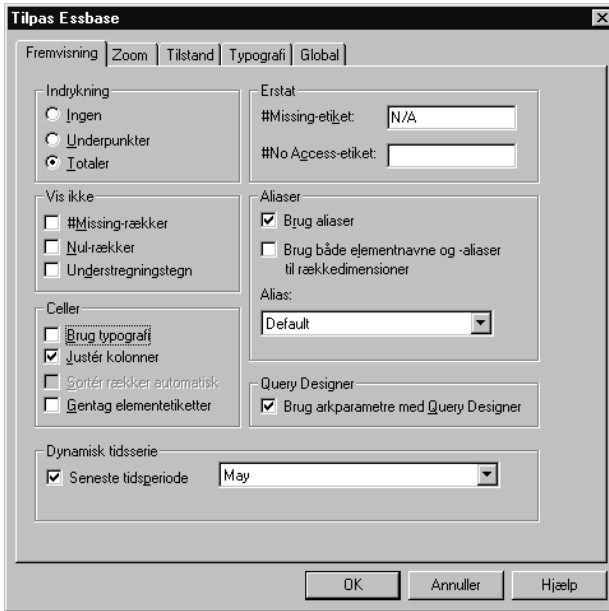 Tilpas Essbase
Fremvisning Zoom Tilstand Typografi Global
Indrykning
Ingen
Underpunkter
Totaler
Erstat
#Missing-etiket: N/A
#No Access-etiket:
Vis ikke
#Missing-rækker
Nul-rækker
Understregningstegn
Aliaser
Brug aliaser
Brug både elementnavne og -aliaser
til rækkedimensioner
Alias:
Default
Celler
Brug typografi
Justér kolonner
Sortér rækker automatisk
Gentag elementetiketter
Query Designer
Brug arkparametre med Query Designer
Dynamisk tidsserie
Seneste tidsperiode May
OK Annuller Hjælp